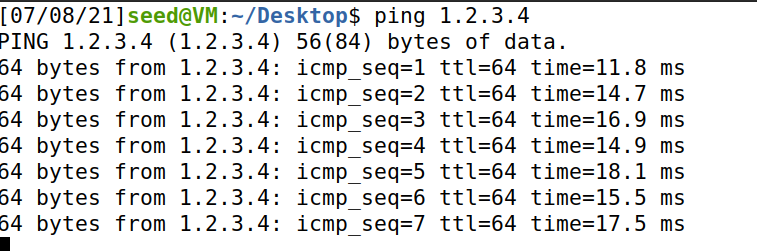 [07/08/21]seed@VM:~/Desktop$ ping 1.2.3.4
PING 1.2.3.4 (1.2.3.4) 56(84) bytes of data.
64 bytes from 1.2.3.4: icmp_seq=1 ttl=64 time=11.8 ms
64 bytes from 1.2.3.4: icmp_seq=2 ttl=64 time=14.7 ms
64 bytes from 1.2.3.4: icmp_seq=3 ttl=64 time=16.9 ms
64 bytes from 1.2.3.4: icmp_seq=4 ttl=64 time=14.9 ms
64 bytes from 1.2.3.4: icmp_seq=5 ttl=64 time=18.1 ms
64 bytes from 1.2.3.4: icmp_seq=6 ttl=64 time=15.5 ms
64 bytes from 1.2.3.4: icmp_seq=7 ttl=64 time=17.5 ms